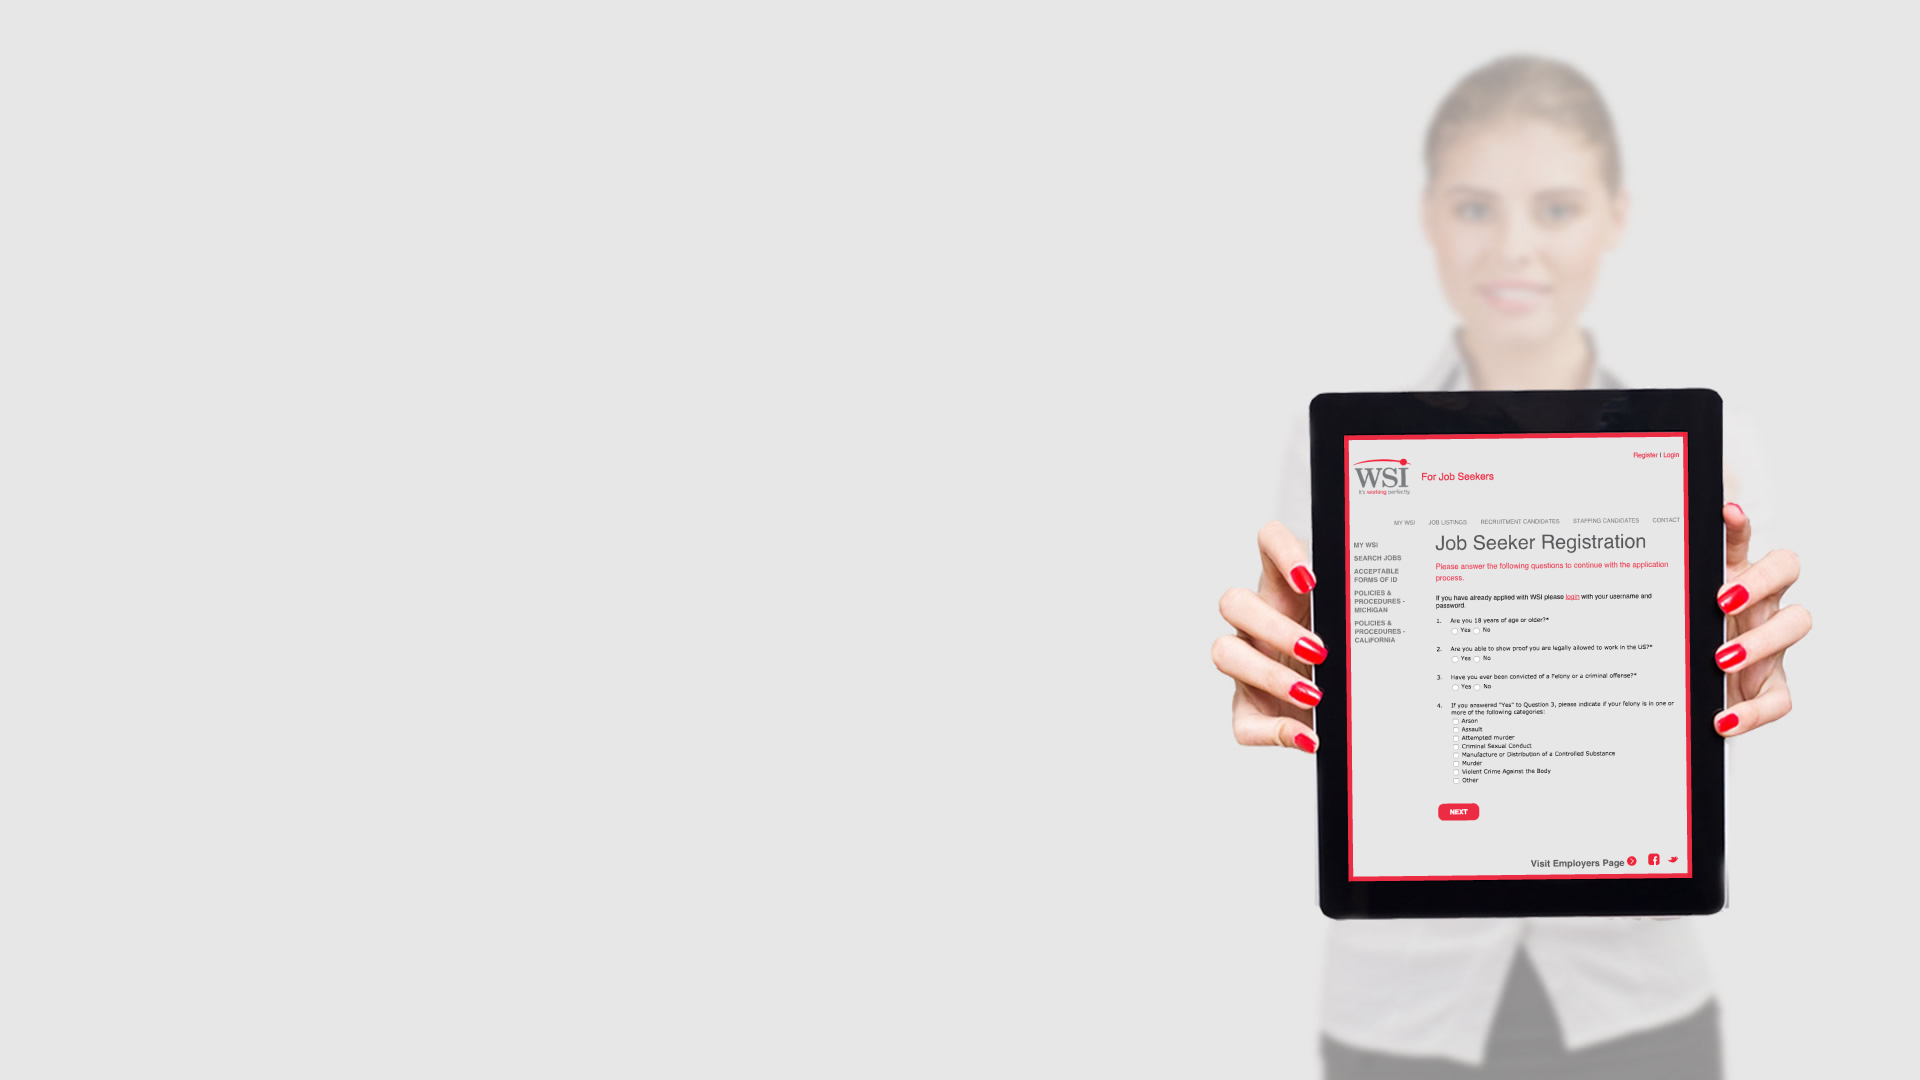 Register | Login
WSI
It's working perfectly
For Job Seekers
MY WSI JOB LISTINGS RECRUITMENT CANDIDATES STAFFING CANDIDATES CONTACT
MY WSI
SEARCH JOBS
ACCEPTABLE
FORMS OF ID
POLICIES &
PROCEDURES -
MICHIGAN
POLICIES &
PROCEDURES -
CALIFORNIA
Job Seeker Registration
Please answer the following questions to continue with the application
process.
If you have already applied with WSI please login with your username and
password.
1. Are you 18 years of age or older?*
Yes No
2. Are you able to show proof you are legally allowed to work in the US?*
Yes No
3. Have you ever been convicted of a Felony or a criminal offense?*
Yes No
4. If you answered "Yes" to Question 3, please indicate if your felony is in one or
more of the following categories:
Arson
Assault
Attempted murder
Criminal Sexual Conduct
Manufacture or Distribution of a Controlled Substance
Murder
Violent Crime Against the Body
Other
NEXT
Visit Employers Page